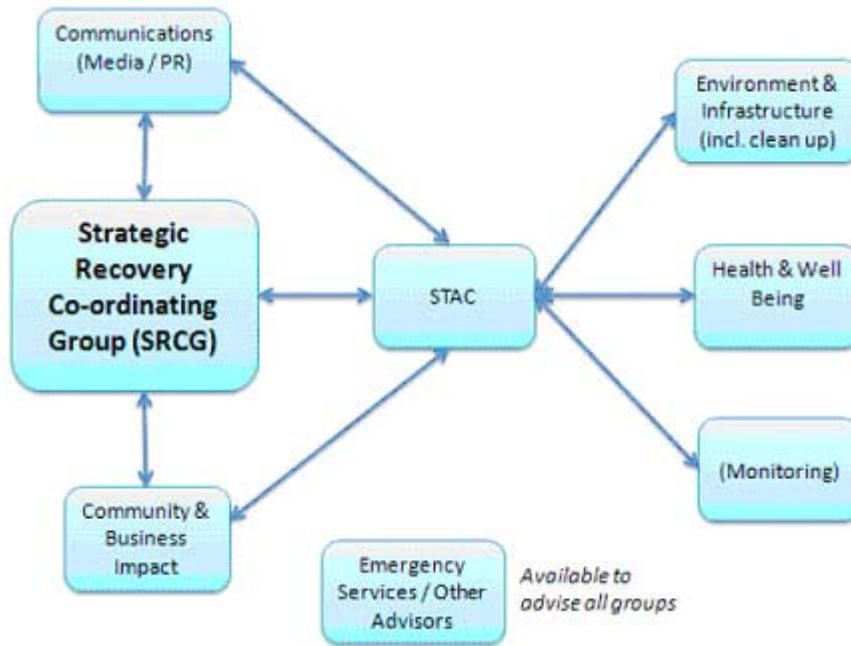 Communications
(Media / PR)
Environment &
Infrastructure
(incl. clean up)
Strategic
Recovery
Co-ordinating
Group (SRCG)
STAC
Health & Well
Being
(Monitoring)
Community &
Business
Impact
Emergency
Services / Other
Advisors
Available to
advise all groups